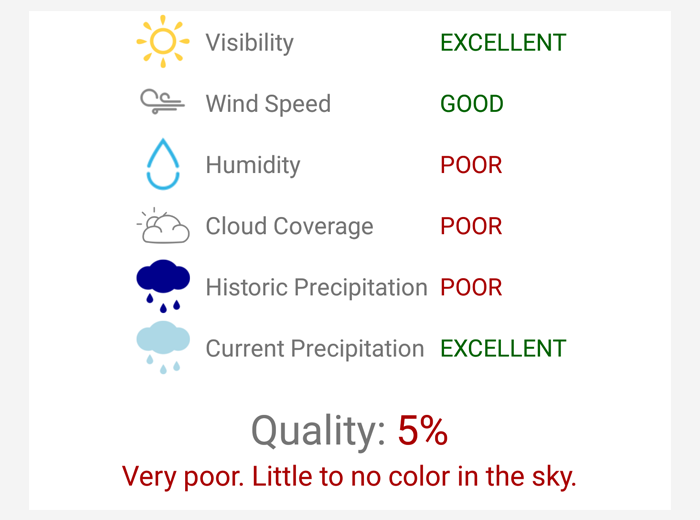 Visibility EXCELLENT
Wind Speed GOOD
Humidity POOR
Cloud Coverage POOR
Historic Precipitation POOR
Current Precipitation EXCELLENT
Quality: 5%
Very poor. Little to no color in the sky.